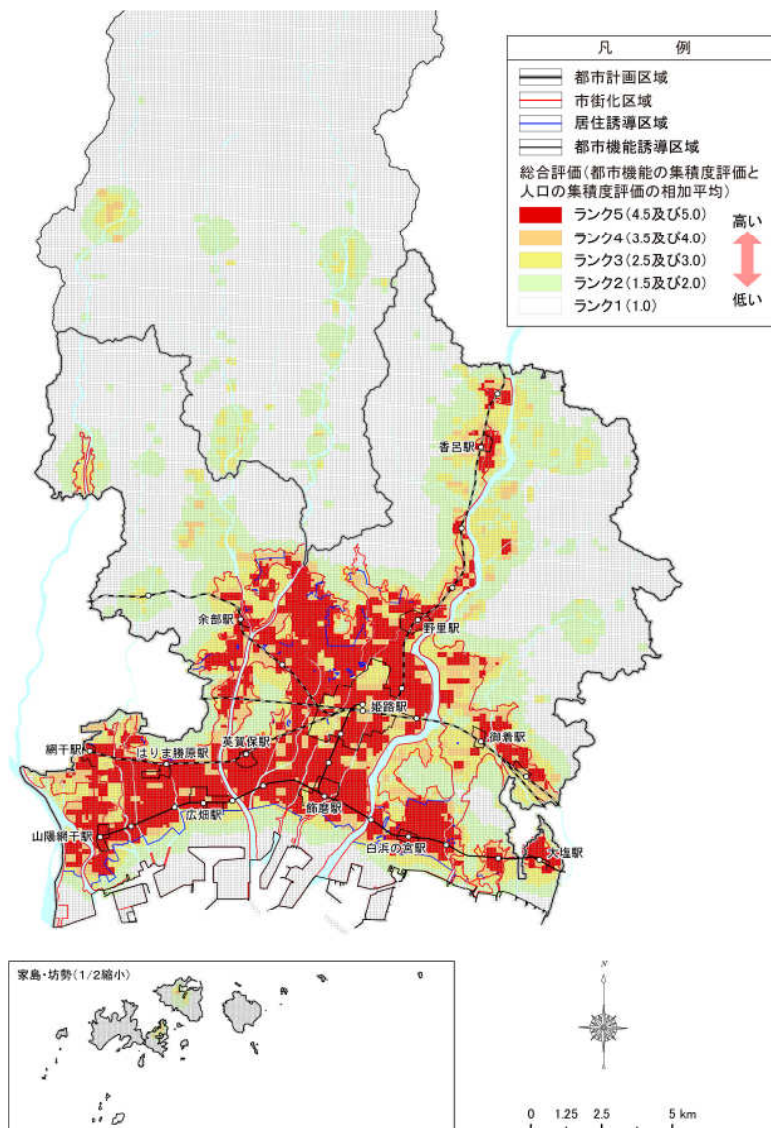 凡 例
都市計画区域
市街化区域
居住誘導区域
都市機能誘導区域
総合評価(都市機能の集積度評価と
人口の集積度評価の相加平均)
ランク5(4.5及び5.0)
ランク4(3.5及び4.0)
ランク3(2.5及び3.0)
ランク2(1.5及び2.0)
ランク1(1.0)
高い
低い
香呂駅
余部駅
野里駅
姫路駅
網干駅
はりま勝原駅
英賀保駅
御着駅
広畑駅
飾磨駅
山陽網干駅
白浜の宮駅
大塩駅
家島・坊勢(1/2縮小)
N
0 1.25 2.5 5 km